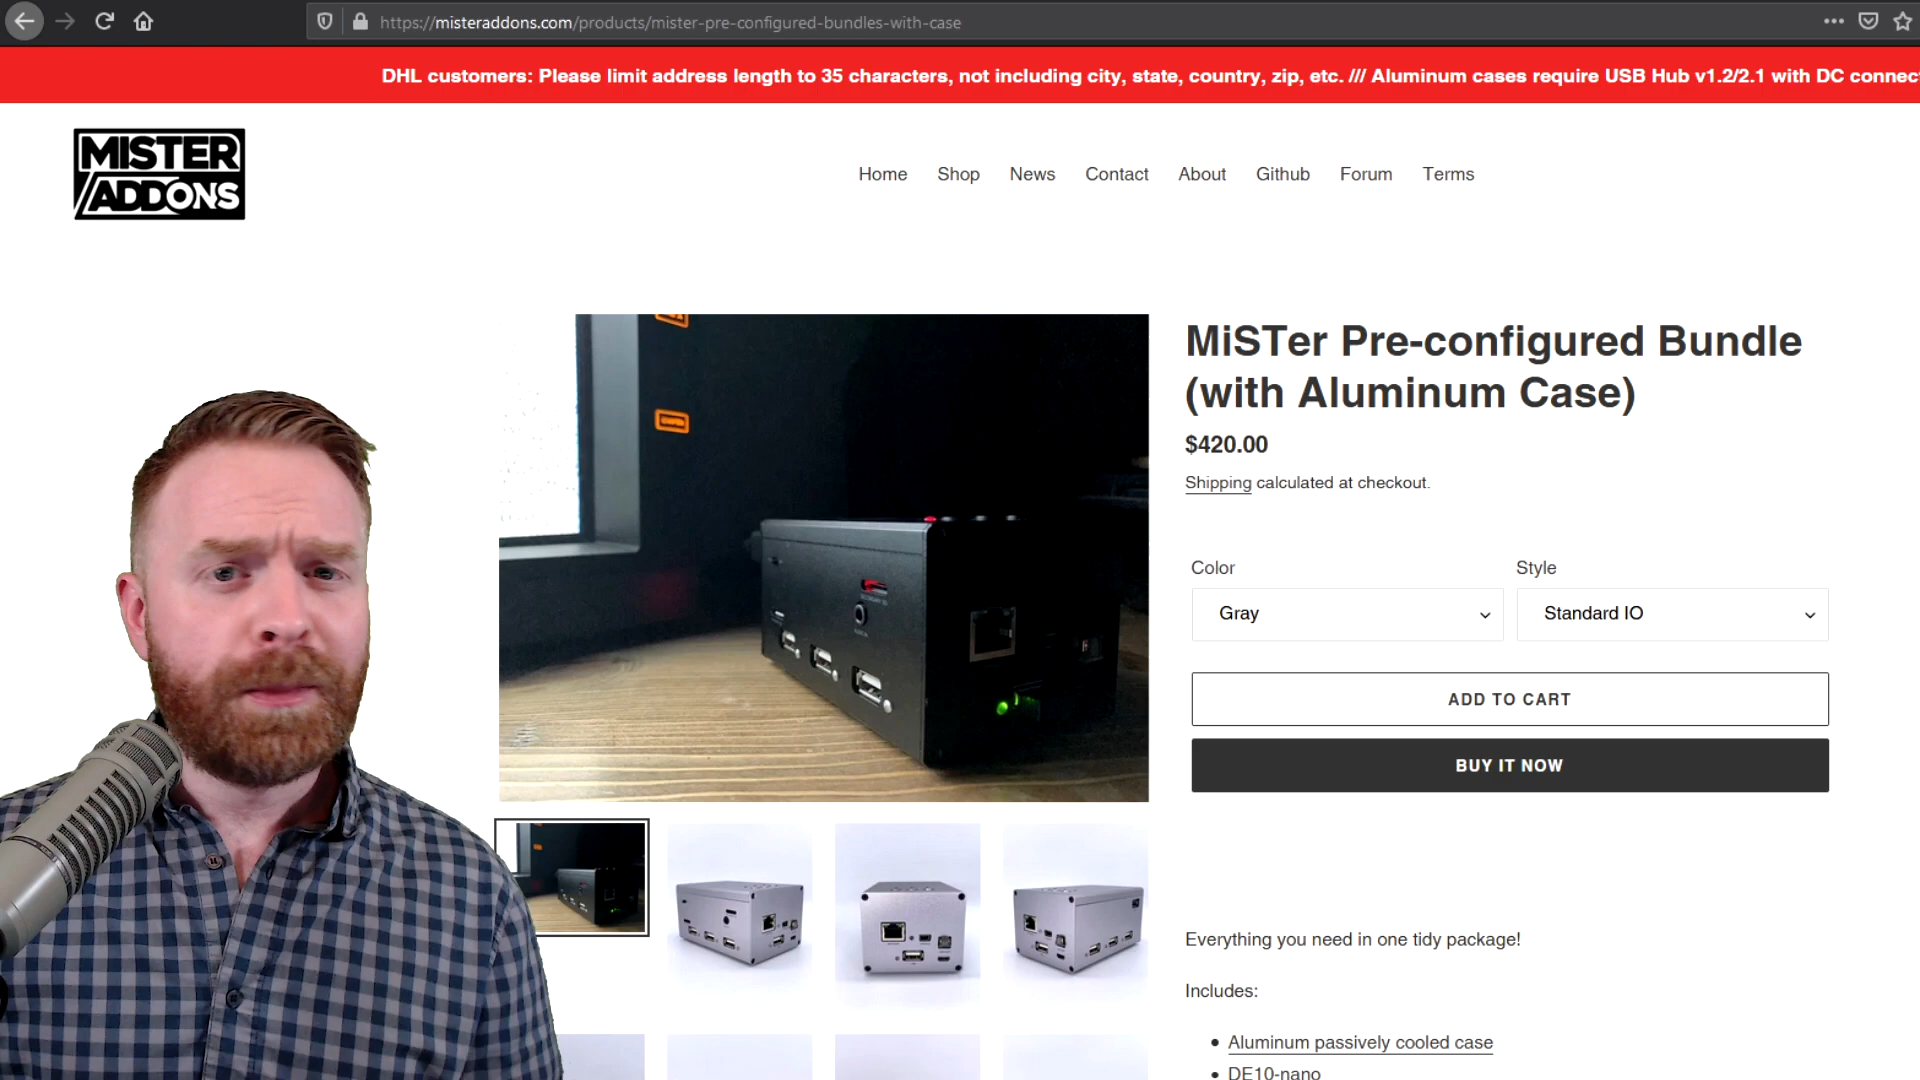 https://misteraddons.com/products/mister-pre-configured-bundles-with-case
DHL customers: Please limit address length to 35 characters, not including city, state, country, zip, etc. /// Aluminum cases require USB Hub v1.2/2.1 with DC connect
MISTER
/ADDONS
Home Shop News Contact About Github Forum Terms
MiSTer Pre-configured Bundle
(with Aluminum Case)
$420.00
Shipping calculated at checkout.
Color Style
Gray Standard IO
ADD TO CART
BUY IT NOW
Everything you need in one tidy package!
Includes:
Aluminum passively cooled case
DE10-nano